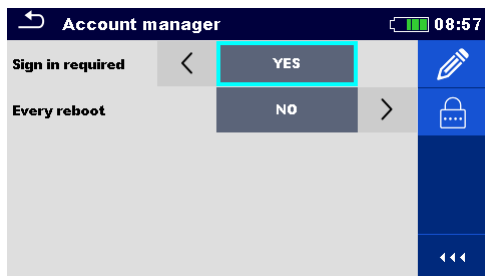 Account manager 08:57
Sign in required YES
Every reboot NO